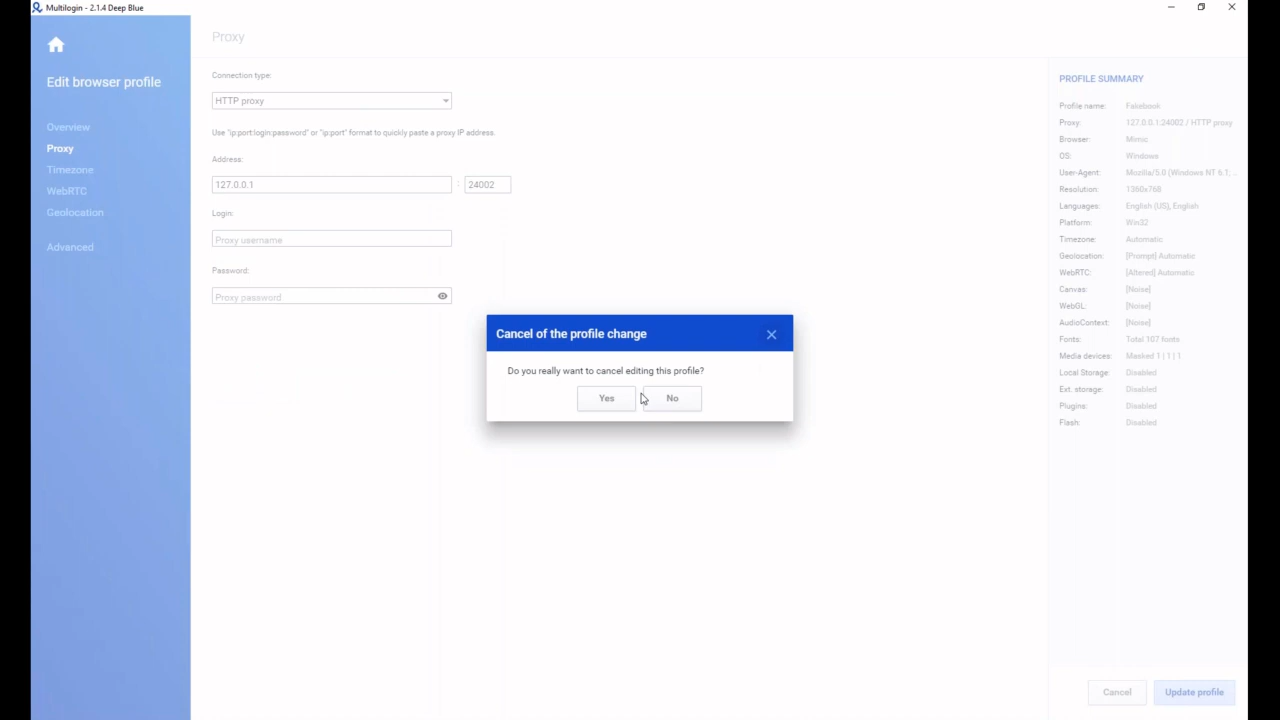 Multilogin - 2.1.4 Deep Blue
Edit browser profile
Overview
Proxy
Timezone
WebRTC
Geolocation
Advanced
Proxy
Connection type:
HTTP proxy
Use "ip:port:login:password" or "ip:port" format to quickly paste a proxy IP address.
Address:
127.0.0.1 : 24002
Login:
Proxy username
Password:
Proxy password
Cancel of the profile change
Do you really want to cancel editing this profile?
Yes No
PROFILE SUMMARY
Profile name: Fakebook
Proxy: 127.0.0.1:24002 / HTTP proxy
Browser: Mimic
OS: Windows
User-Agent: Mozilla/5.0 (Windows NT 6.1; ...
Resolution: 1360x768
Languages: English (US), English
Platform: Win32
Timezone: Automatic
Geolocation: [Prompt] Automatic
WebRTC: [Altered] Automatic
Canvas: [Noise]
WebGL: [Noise]
AudioContext: [Noise]
Fonts: Total 107 fonts
Media devices: Masked 1 | 1 | 1
Local Storage: Disabled
Ext. storage: Disabled
Plugins: Disabled
Flash: Disabled
Cancel Update profile